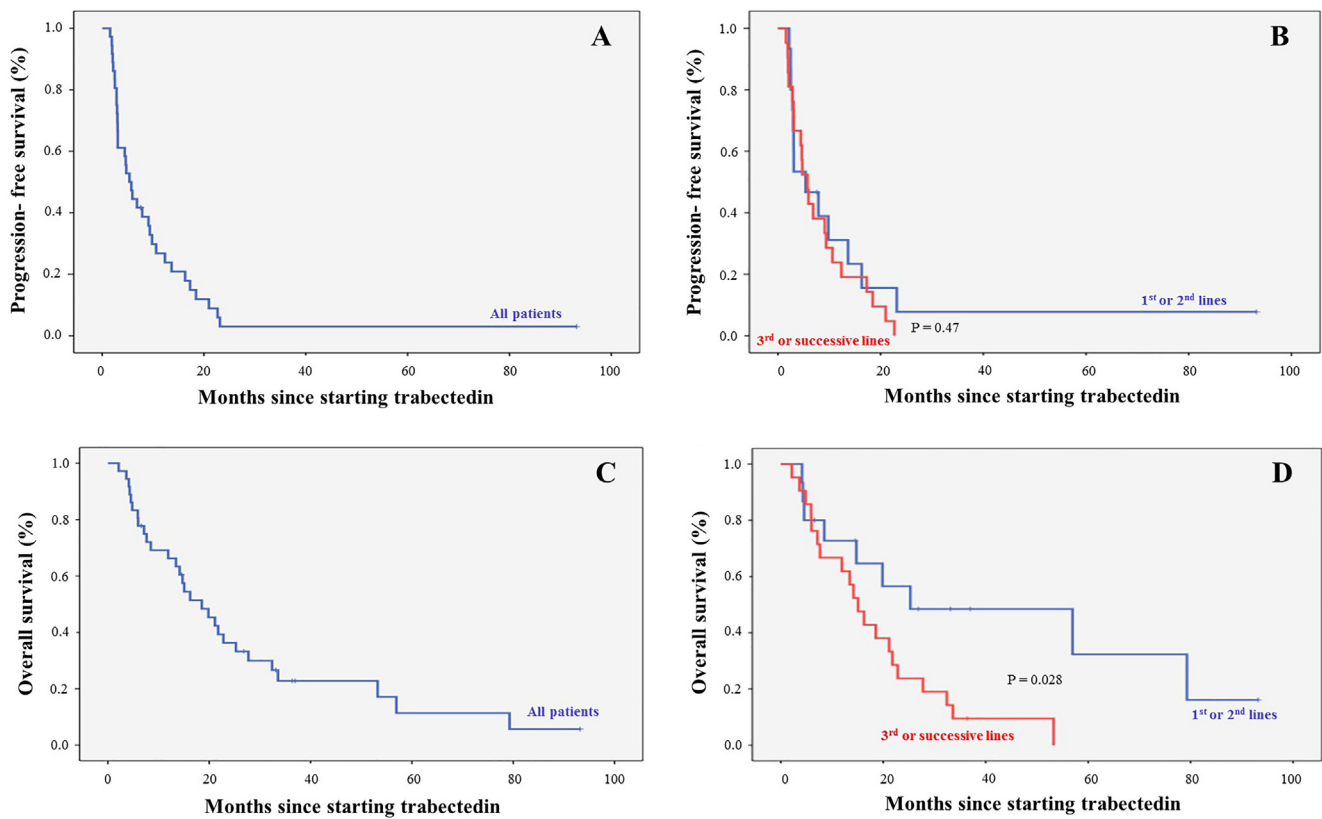 A
Progression- free survival (%)
1.0
0.8
0.6
0.4
0.2
0.0
All patients
0 20 40 60 80 100
Months since starting trabectedin
B
Progression- free survival (%)
1.0
0.8
0.6
0.4
0.2
0.0
1st or 2nd lines
P = 0.47
3rd or successive lines
0 20 40 60 80 100
Months since starting trabectedin
C
Overall survival (%)
1.0
0.8
0.6
0.4
0.2
0.0
All patients
0 20 40 60 80 100
Months since starting trabectedin
D
Overall survival (%)
1.0
0.8
0.6
0.4
0.2
0.0
P = 0.028
1st or 2nd lines
3rd or successive lines
0 20 40 60 80 100
Months since starting trabectedin